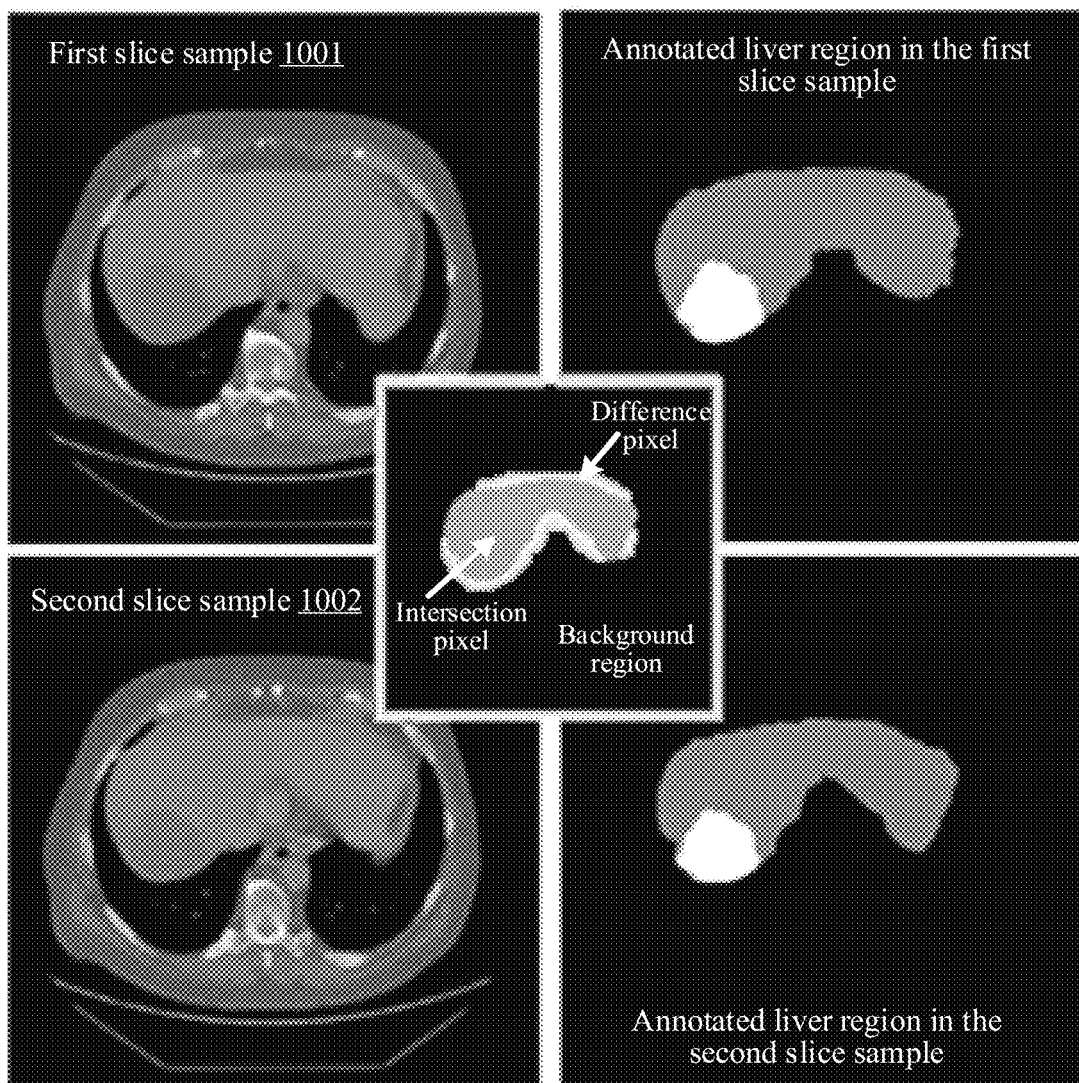 First slice sample 1001
Annotated liver region in the first
slice sample
Difference
pixel
Intersection
pixel
Background
region
Second slice sample 1002
Annotated liver region in the
second slice sample